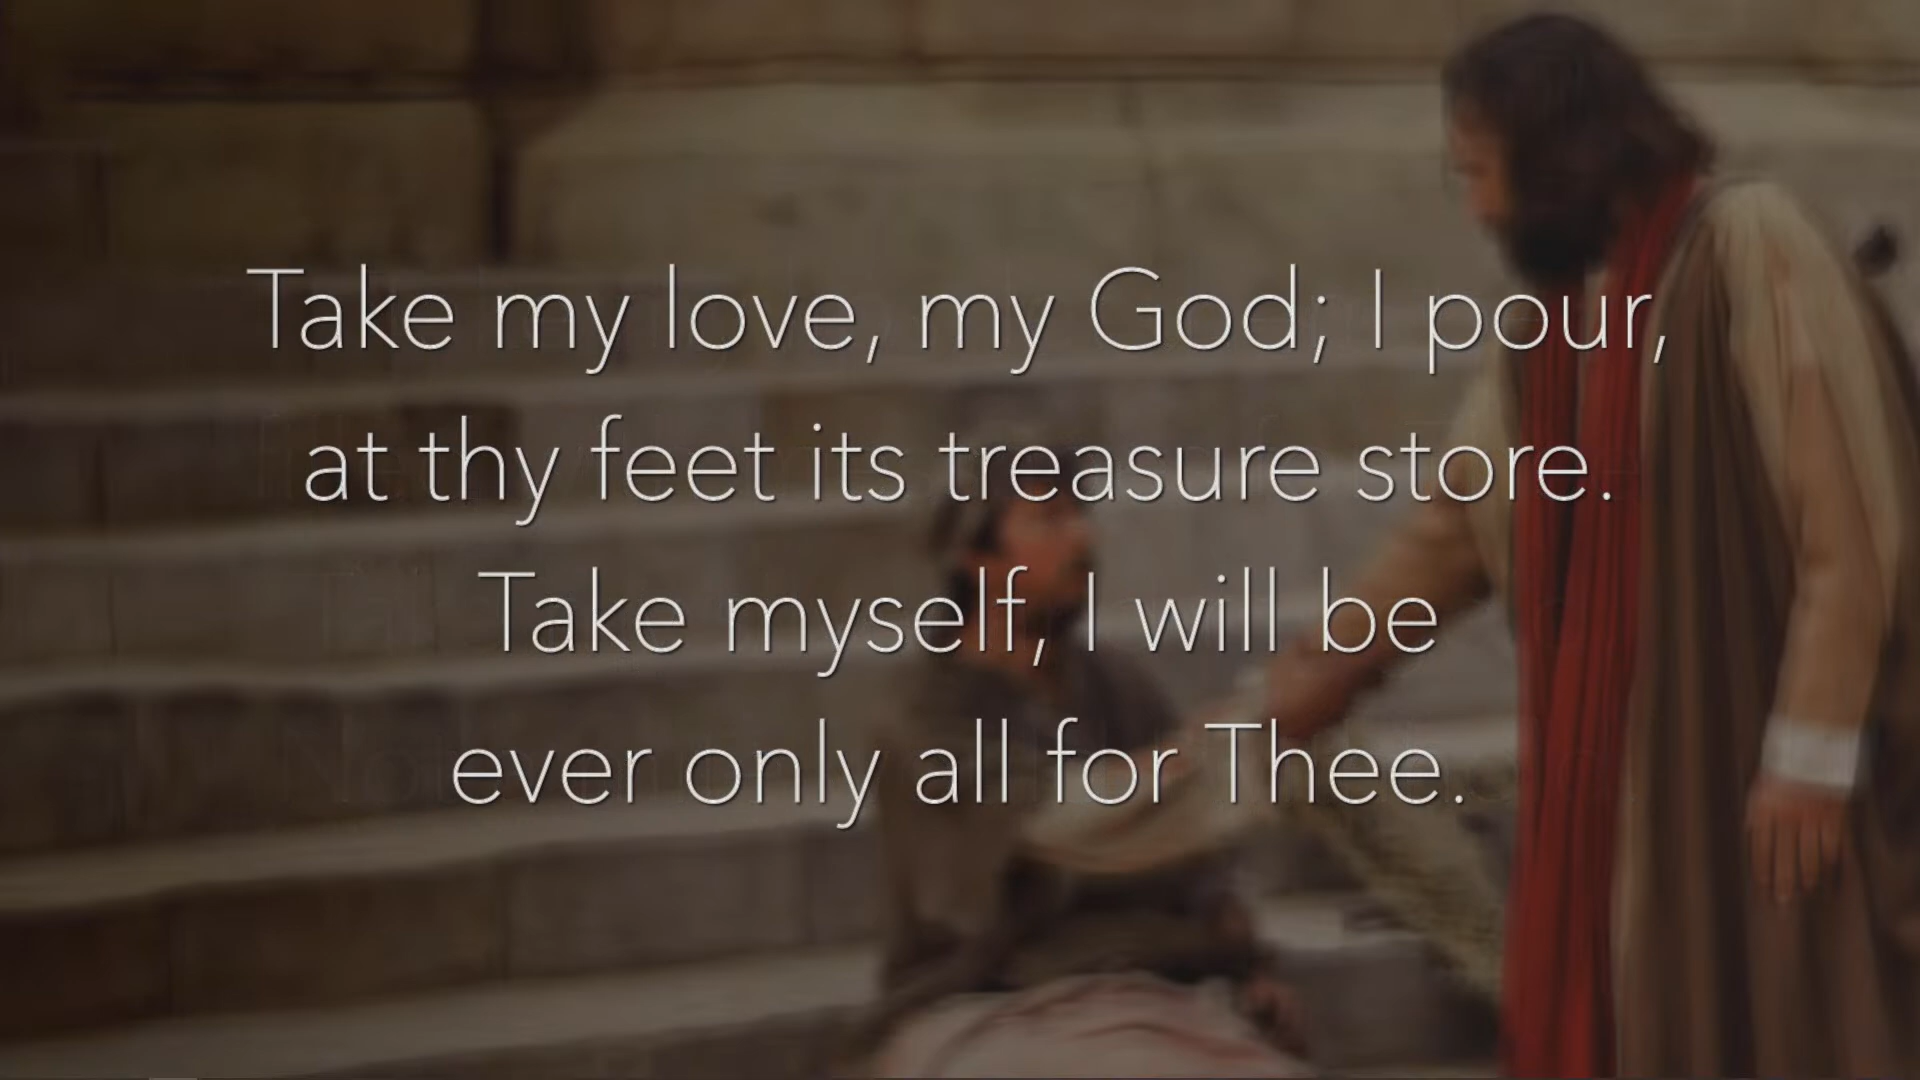 Take my love, my God; I pour,
at thy feet its treasure store.
Take myself, I will be
ever only all for Thee.